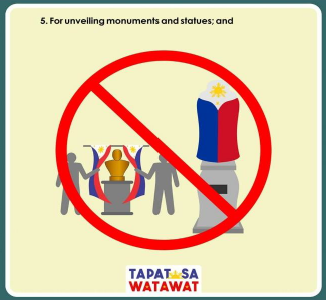 5. For unveiling monuments and statues; and
TAPAT SA
WATAWAT